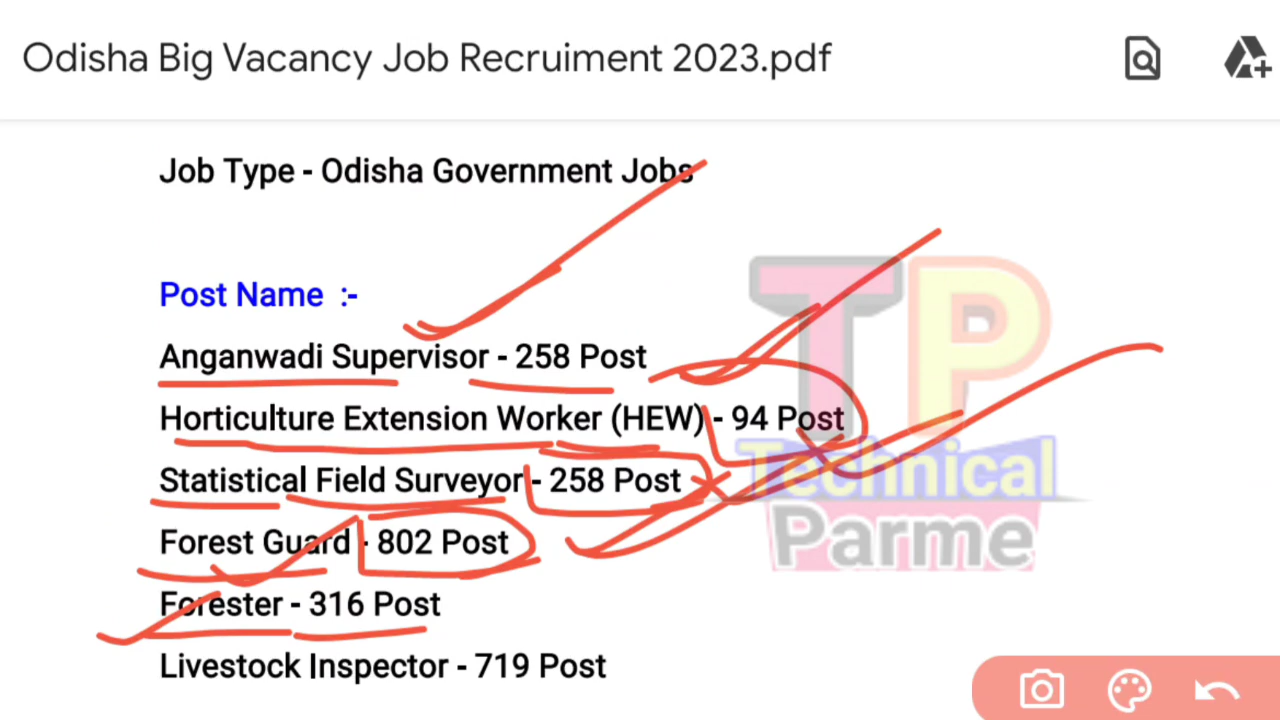 Odisha Big Vacancy Job Recruiment 2023.pdf
Job Type - Odisha Government Jobs
Post Name :-
Anganwadi Supervisor - 258 Post
Horticulture Extension Worker (HEW) - 94 Post
Statistical Field Surveyor - 258 Post
Forest Guard - 802 Post
Forester - 316 Post
Livestock Inspector - 719 Post
TP
Technical
Parme